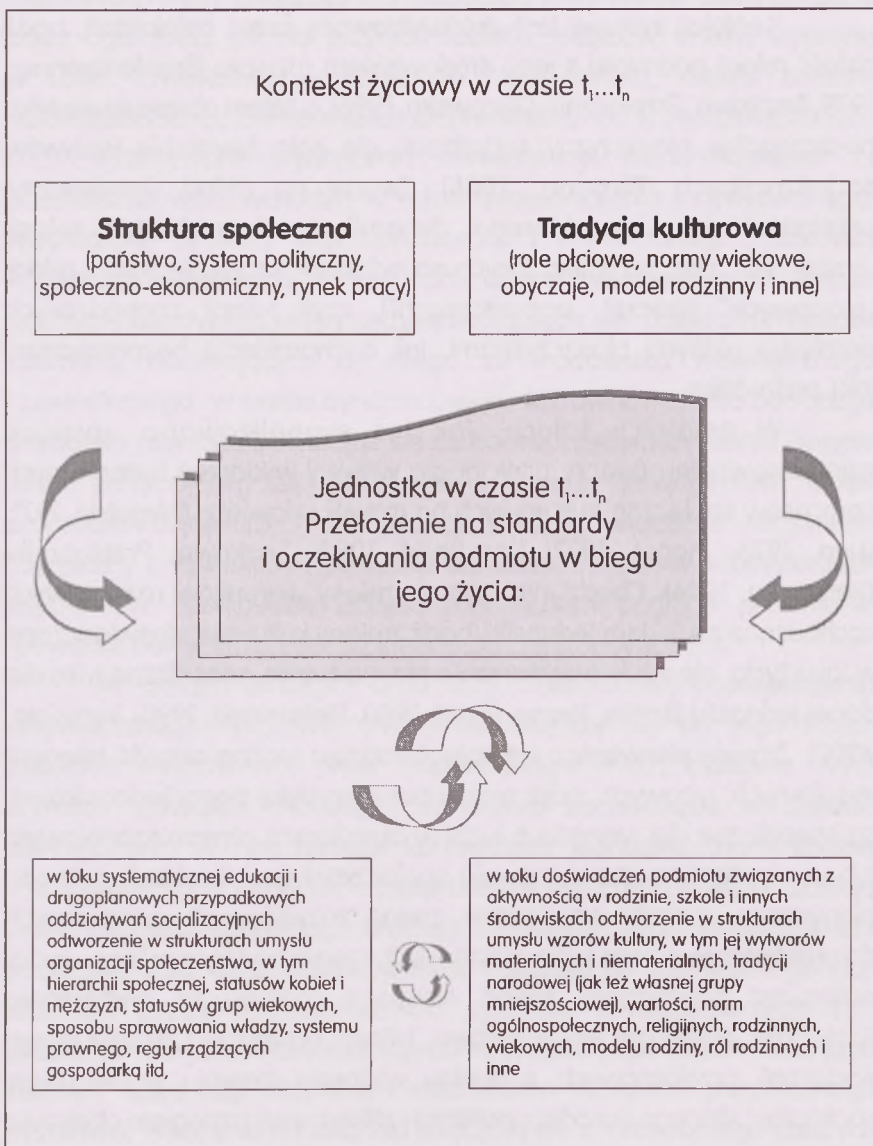 Kontekst życiowy w czasie tᵢ...tₙ
Struktura społeczna
(państwo, system polityczny,
społeczno-ekonomiczny, rynek pracy)
Tradycja kulturowa
(role płciowe, normy wiekowe,
obyczaje, model rodzinny i inne)
Jednostka w czasie tᵢ...tₙ
Przełożenie na standardy
i oczekiwania podmiotu w biegu
jego życia:
w toku systematycznej edukacji i
drugoplanowych przypadkowych
oddziaływań socjalizacyjnych
odtworzenie w strukturach umysłu
organizacji społeczeństwa, w tym
hierarchii społecznej, statusów kobiet i
mężczyzn, statusów grup wiekowych,
sposobu sprawowania władzy, systemu
prawnego, reguł rządzących
gospodarką itd,
w toku doświadczeń podmiotu związanych z
aktywnością w rodzinie, szkole i innych
środowiskach odtworzenie w strukturach
umysłu wzorów kultury, w tym jej wytworów
materialnych i niematerialnych, tradycji
narodowej (jak też własnej grupy
mniejszościowej), wartości, norm
ogólnospołecznych, religijnych, rodzinnych,
wiekowych, modelu rodziny, ról rodzinnych i
inne